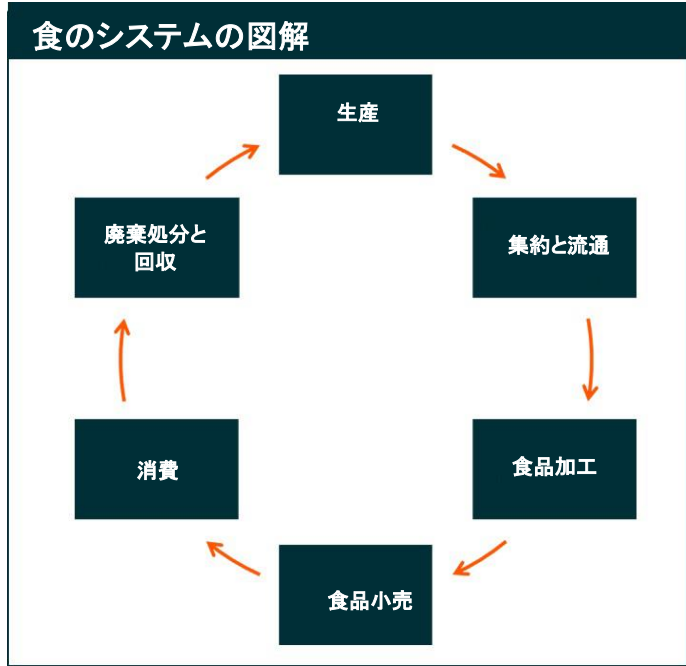 食のシステムの図解
生産
集約と流通
食品加工
食品小売
消費
廃棄処分と
回収